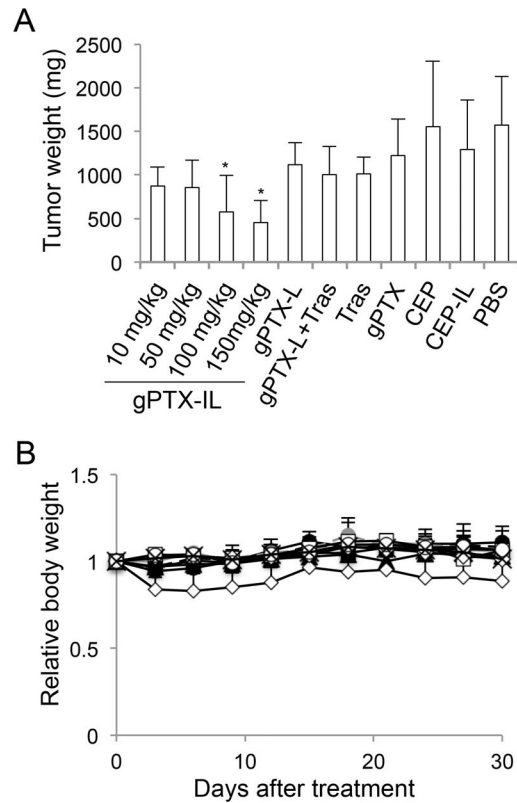 A
Tumor weight (mg)
2500
2000
1500
1000
500
0
* *
10 mg/kg
50 mg/kg
100 mg/kg
150mg/kg
gPTX-L
gPTX-L+Tras
Tras
gPTX
CEP
CEP-IL
PBS
gPTX-IL
B
Relative body weight
1.5
1
0.5
0
0 10 20 30
Days after treatment